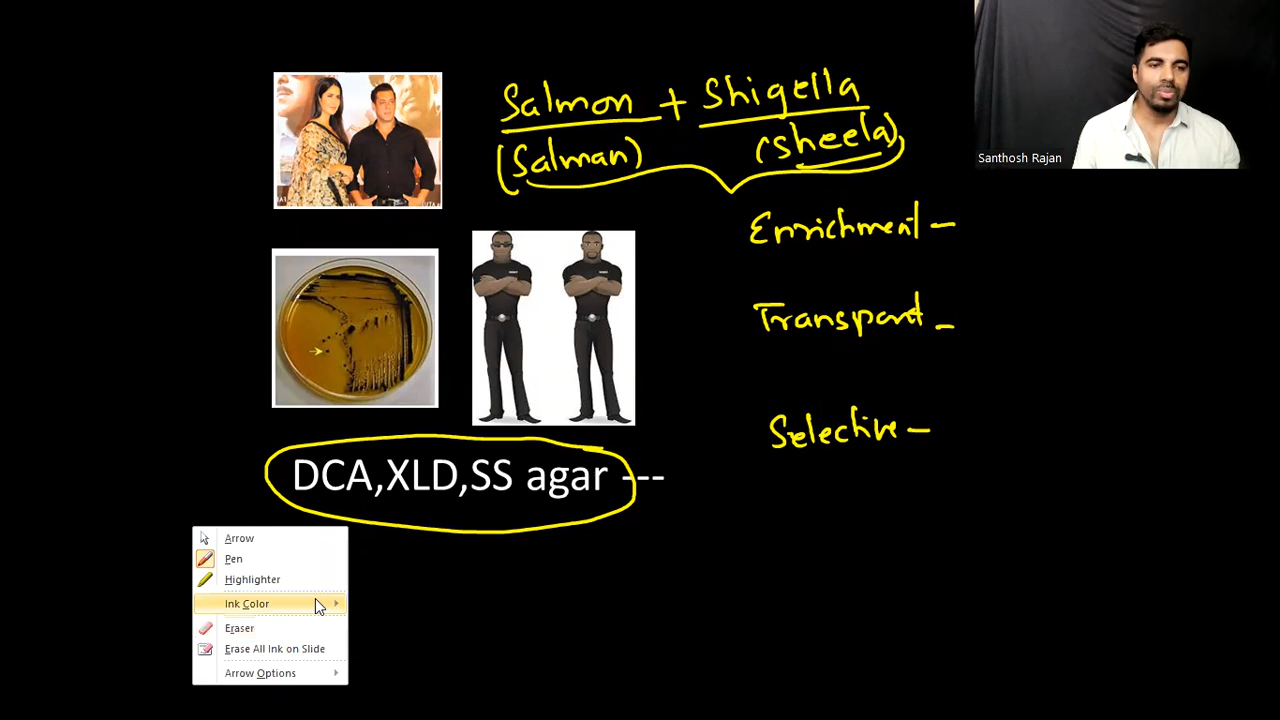 Salmon + Shigella
(Salman) (Sheela)
Santhosh Rajan
Enrichment -
Transport -
Selective -
DCA,XLD,SS agar ---
Arrow
Pen
Highlighter
Ink Color
Eraser
Erase All Ink on Slide
Arrow Options